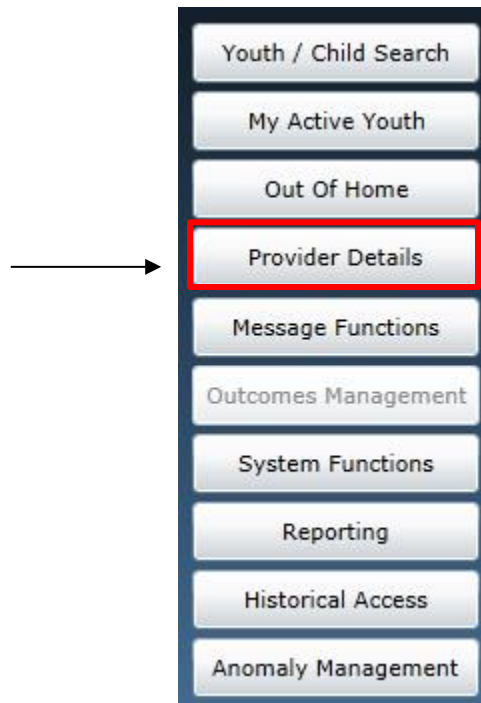 Youth / Child Search
My Active Youth
Out Of Home
Provider Details
Message Functions
Outcomes Management
System Functions
Reporting
Historical Access
Anomaly Management